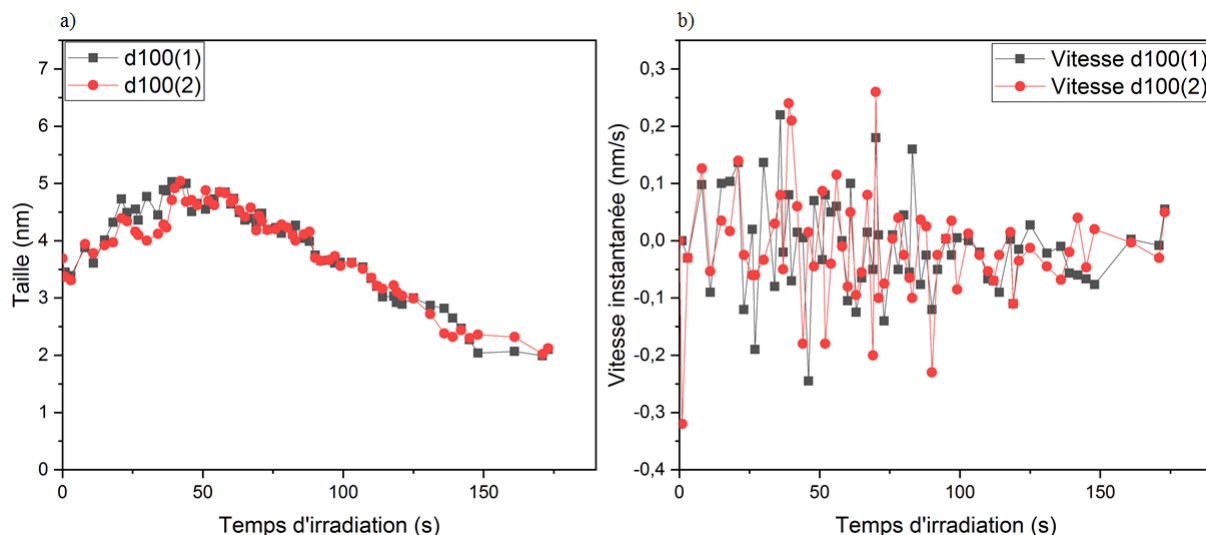 a)
d100(1)
d100(2)
7
6
5
4
3
2
1
0
Taille (nm)
0
50
100
150
Temps d'irradiation (s)
b)
Vitesse d100(1)
Vitesse d100(2)
0,3
0,2
0,1
0,0
-0,1
-0,2
-0,3
-0,4
Vitesse instantanée (nm/s)
0
50
100
150
Temps d'irradiation (s)